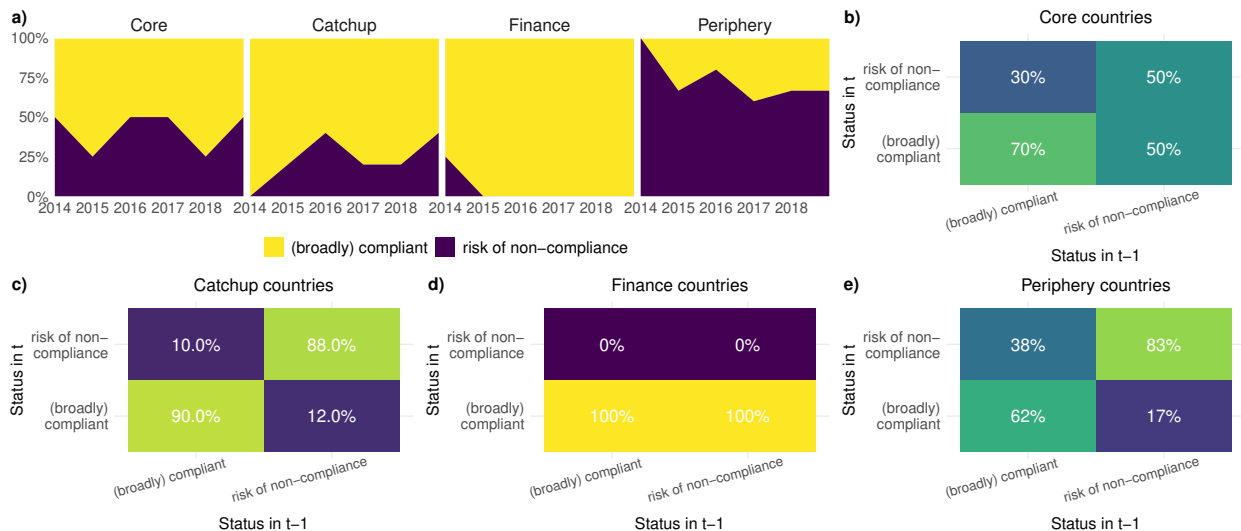 a)
Core
Catchup
Finance
Periphery
100%
75%
50%
25%
0%
2014 2015 2016 2017 2018 2014 2015 2016 2017 2018 2014 2015 2016 2017 2018 2014 2015 2016 2017 2018
(broadly) compliant
risk of non−compliance
b)
Core countries
Status in t
risk of non−
compliance
30%
50%
(broadly)
compliant
70%
50%
(broadly) compliant
risk of non−compliance
Status in t−1
c)
Catchup countries
Status in t
risk of non−
compliance
10.0%
88.0%
(broadly)
compliant
90.0%
12.0%
(broadly) compliant
risk of non−compliance
Status in t−1
d)
Finance countries
Status in t
risk of non−
compliance
0%
0%
(broadly)
compliant
100%
100%
(broadly) compliant
risk of non−compliance
Status in t−1
e)
Periphery countries
Status in t
risk of non−
compliance
38%
83%
(broadly)
compliant
62%
17%
(broadly) compliant
risk of non−compliance
Status in t−1